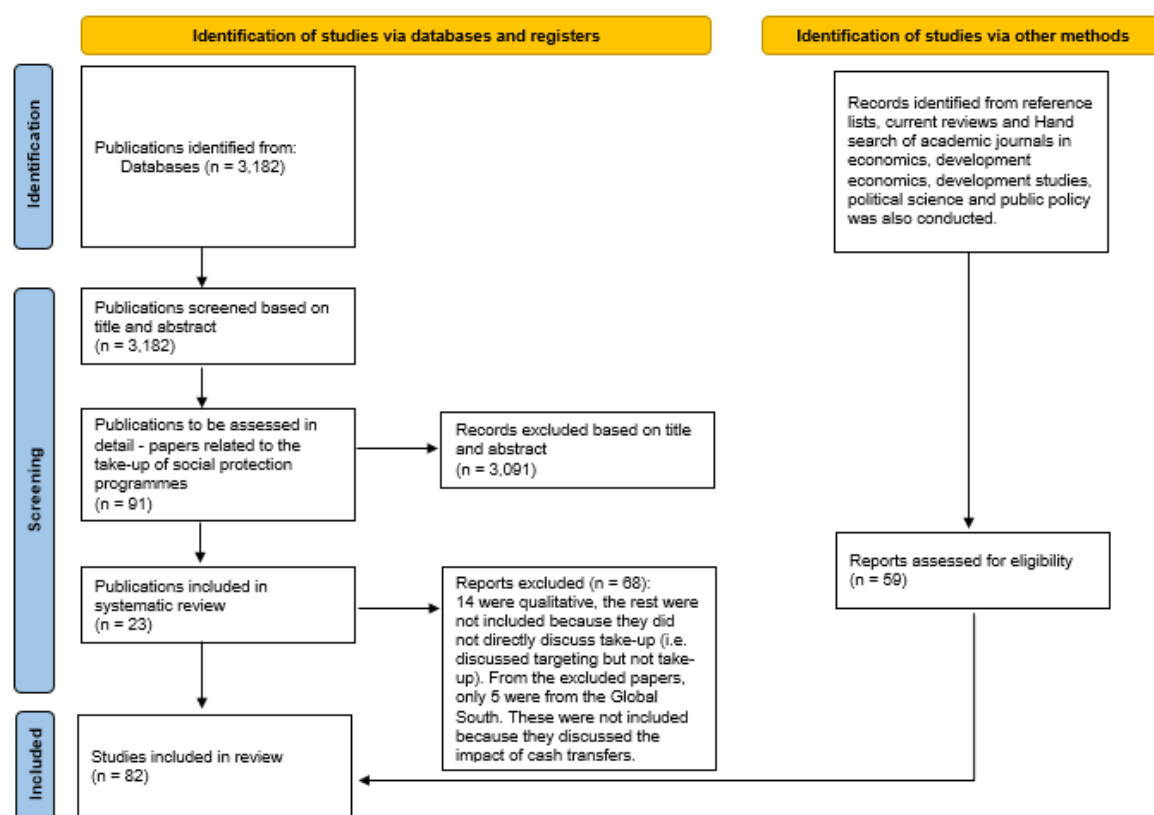 Identification of studies via databases and registers
Identification of studies via other methods
Identification
Publications identified from:
Databases (n = 3,182)
Records identified from reference
lists, current reviews and Hand
search of academic journals in
economics, development
economics, development studies,
political science and public policy
was also conducted.
Screening
Publications screened based on
title and abstract
(n = 3,182)
Publications to be assessed in
detail - papers related to the
take-up of social protection
programmes
(n = 91)
Records excluded based on title
and abstract
(n = 3,091)
Publications included in
systematic review
(n = 23)
Reports excluded (n = 68):
14 were qualitative, the rest were
not included because they did
not directly discuss take-up (i.e.
discussed targeting but not take-
up). From the excluded papers,
only 5 were from the Global
South. These were not included
because they discussed the
impact of cash transfers.
Reports assessed for eligibility
(n = 59)
Included
Studies included in review
(n = 82)